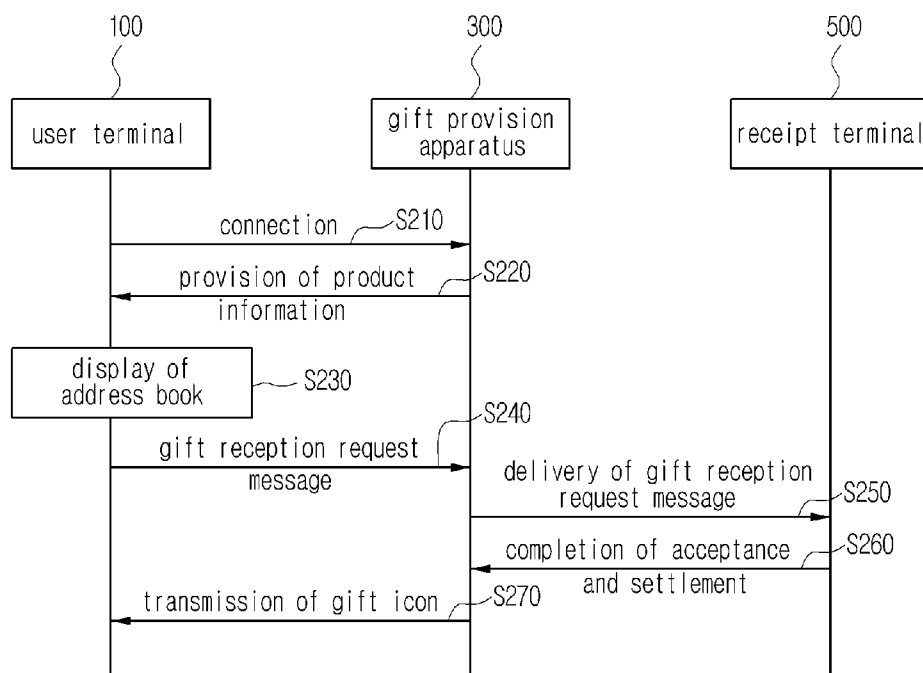 100
300
500
user terminal
gift provision
apparatus
receipt terminal
connection
S210
provision of product
information
S220
display of
address book
S230
gift reception request
message
S240
delivery of gift reception
request message
S250
completion of acceptance
and settlement
S260
transmission of gift icon
S270